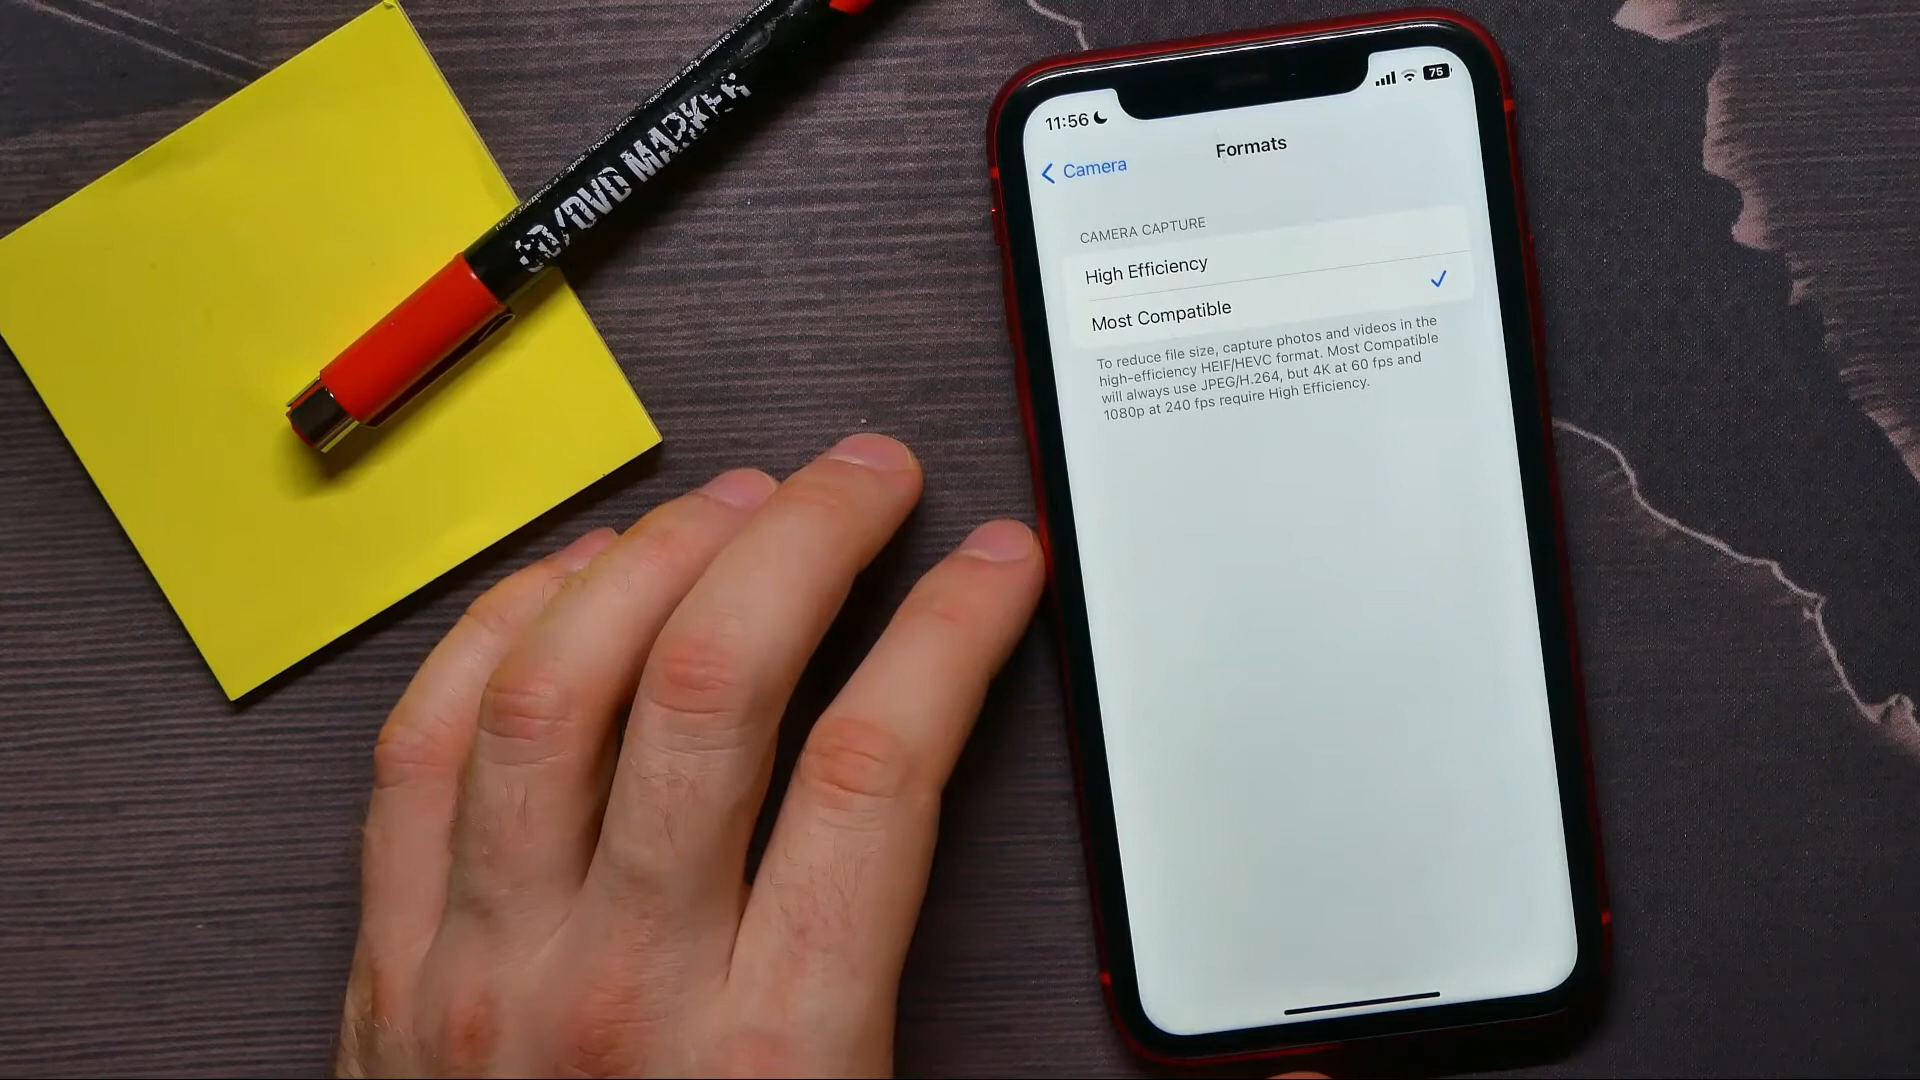 CD/DVD MARKER
11:56
75
Camera
Formats
CAMERA CAPTURE
High Efficiency
Most Compatible
To reduce file size, capture photos and videos in the
high-efficiency HEIF/HEVC format. Most Compatible
will always use JPEG/H.264, but 4K at 60 fps and
1080p at 240 fps require High Efficiency.